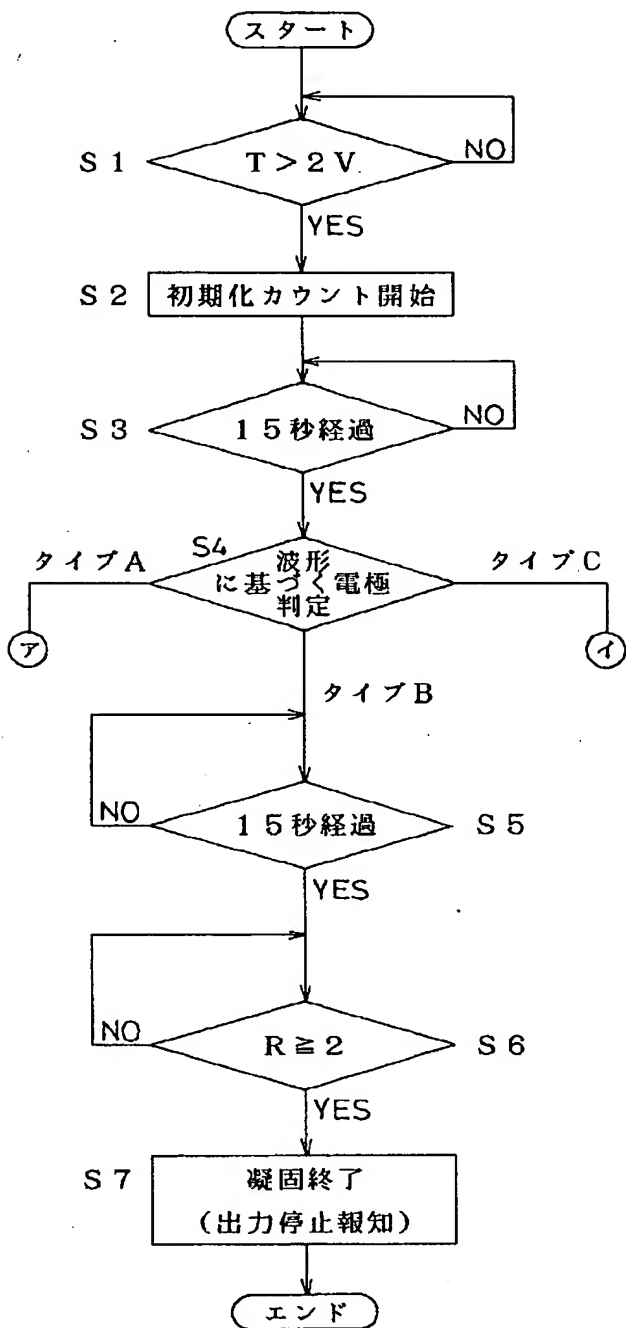 スタート
S1
T>2V
NO
YES
S2
初期化カウント開始
S3
15秒経過
NO
YES
S4
波形
に基づく電極
判定
タイプA
タイプC
ア
イ
タイプB
NO
15秒経過
S5
YES
NO
R≧2
S6
YES
S7
凝固終了
(出力停止報知)
エンド